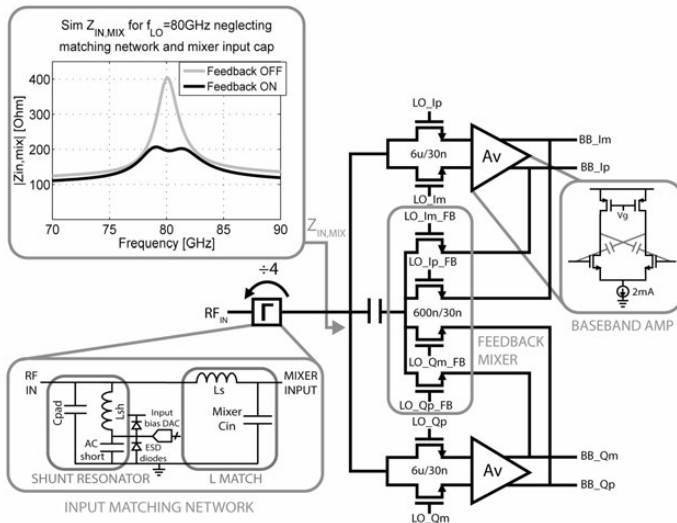 Sim Z_IN,MIX for f_LO=80GHz neglecting
matching network and mixer input cap
Feedback OFF
Feedback ON
|Zin,mix| [Ohm]
400
300
200
100
70
75
80
85
90
Frequency [GHz]
Z_IN,MIX
÷4
RF_IN
Γ
LO_Ip
6u/30n
LO_Im
Av
BB_Im
BB_Ip
LO_Im_FB
LO_Ip_FB
600n/30n
LO_Qm_FB
LO_Qp_FB
FEEDBACK
MIXER
Vg
2mA
BASEBAND AMP
LO_Qp
6u/30n
LO_Qm
Av
BB_Qm
BB_Qp
RF
IN
Cpad
Lsh
AC
short
Input
bias DAC
ESD
diodes
Ls
Mixer
Cin
MIXER
INPUT
SHUNT RESONATOR
L MATCH
INPUT MATCHING NETWORK